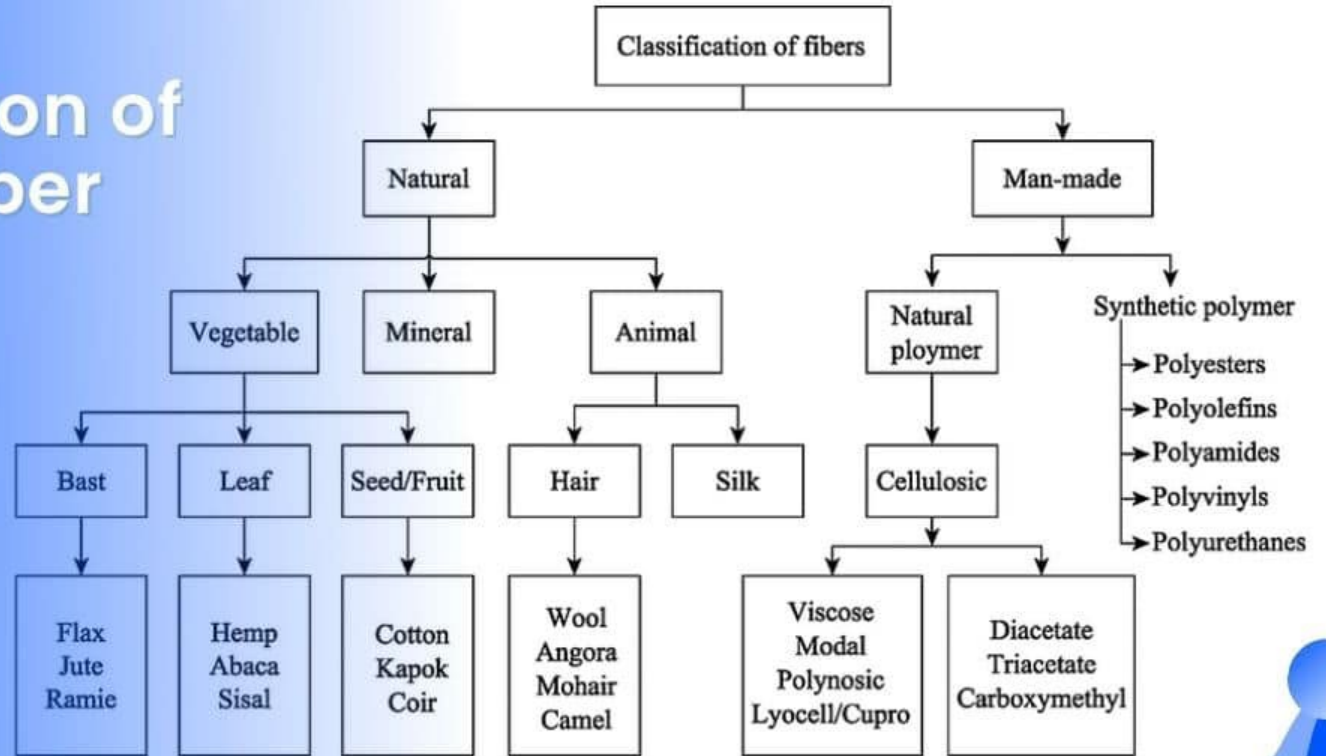 on of
ber
Classification of fibers
Natural
Man-made
Vegetable
Mineral
Animal
Natural
ploymer
Synthetic polymer
Polyesters
Polyolefins
Polyamides
Polyvinyls
Polyurethanes
Bast
Leaf
Seed/Fruit
Hair
Silk
Cellulosic
Flax
Jute
Ramie
Hemp
Abaca
Sisal
Cotton
Kapok
Coir
Wool
Angora
Mohair
Camel
Viscose
Modal
Polynosic
Lyocell/Cupro
Diacetate
Triacetate
Carboxymethyl